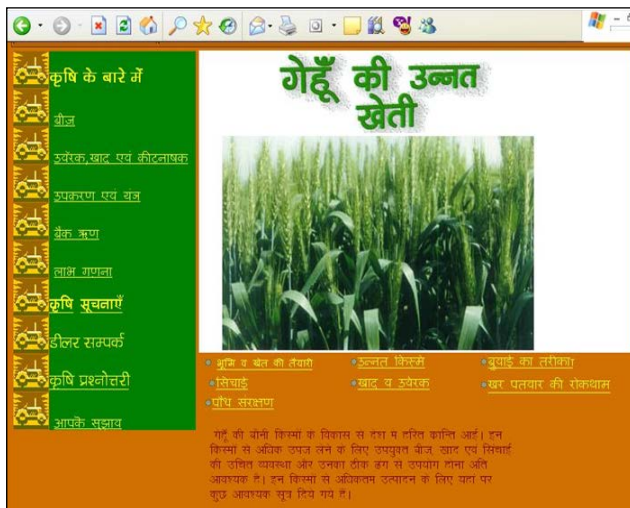 कृषि के बारे में
बीज
उर्वरक,खाद एवं कीटनाषक
उपकरण एवं यंत्र
बैंक ऋण
लाभ गणना
कृषि सूचनाएँ
डीलर सम्पर्क
कृषि प्रश्नोत्तरी
आपकें सुझाव
गेहूँ की उन्नत
खेती
भूमि व खेत की तैयारी उन्नत किस्में बुवाई का तरीका
सिंचाई खाद व उर्वरक खर पतवार की रोकथाम
पौध संरक्षण
गेहूँ की बौनी किस्मों के विकास से देश में हरित क्रान्ति आई। इन
किस्मों से अधिक उपज लेने के लिए उपयुक्त बीज, खाद एवं सिंचाई
की उचित व्यवस्था और उनका ठीक ढंग से उपयोग होना अति
आवश्यक है। इन किस्मों से अधिकतम उत्पादन के लिए यहां पर
कुछ आवश्यक सूत्र दिये गये हैं।